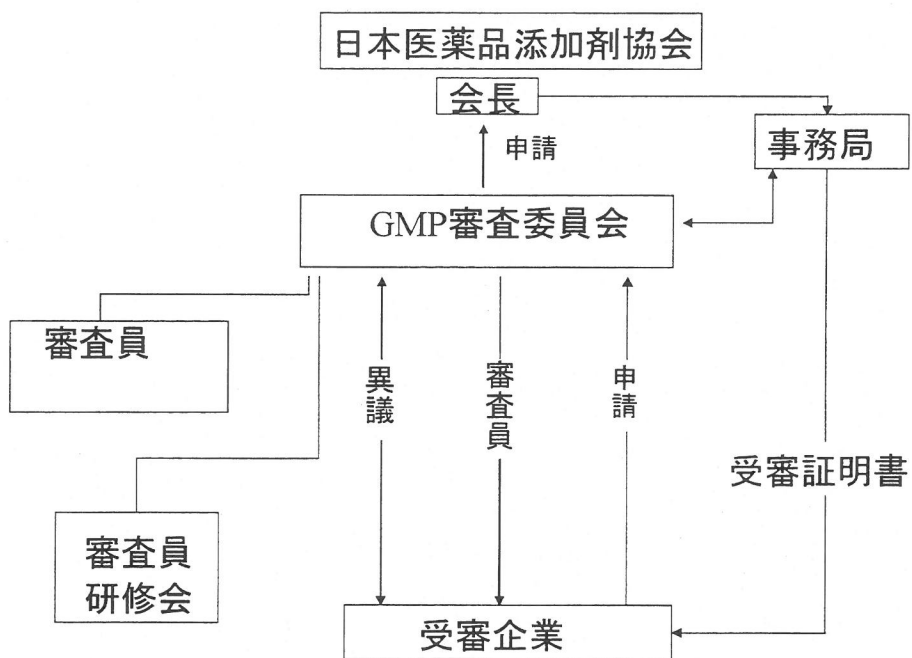 日本医薬品添加剤協会
会長
申請
事務局
GMP審査委員会
審査員
異議
審査員
申請
受審証明書
審査員
研修会
受審企業